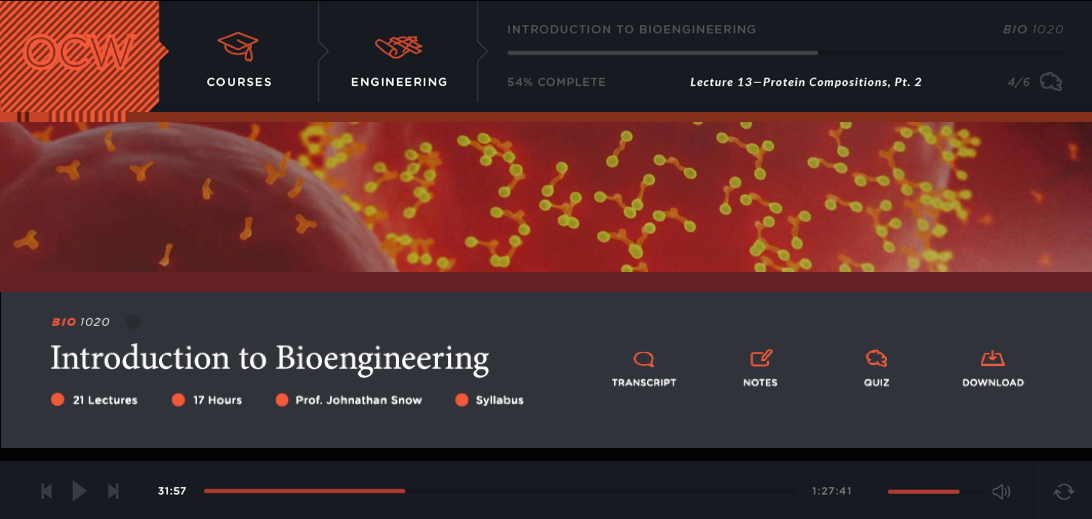 OCW
COURSES
ENGINEERING
INTRODUCTION TO BIOENGINEERING
BIO 1020
54% COMPLETE
Lecture 13—Protein Compositions, Pt. 2
4/6
BIO 1020
Introduction to Bioengineering
21 Lectures
17 Hours
Prof. Johnathan Snow
Syllabus
TRANSCRIPT
NOTES
QUIZ
DOWNLOAD
31:57
1:27:41